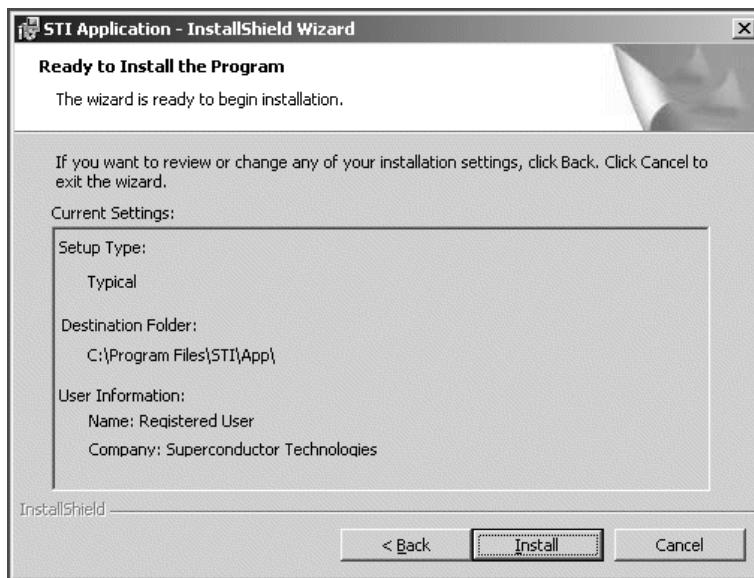 STI Application - InstallShield Wizard
Ready to Install the Program
The wizard is ready to begin installation.
If you want to review or change any of your installation settings, click Back. Click Cancel to
exit the wizard.
Current Settings:
Setup Type:
Typical
Destination Folder:
C:\Program Files\STI\App\
User Information:
Name: Registered User
Company: Superconductor Technologies
InstallShield
< Back Install Cancel